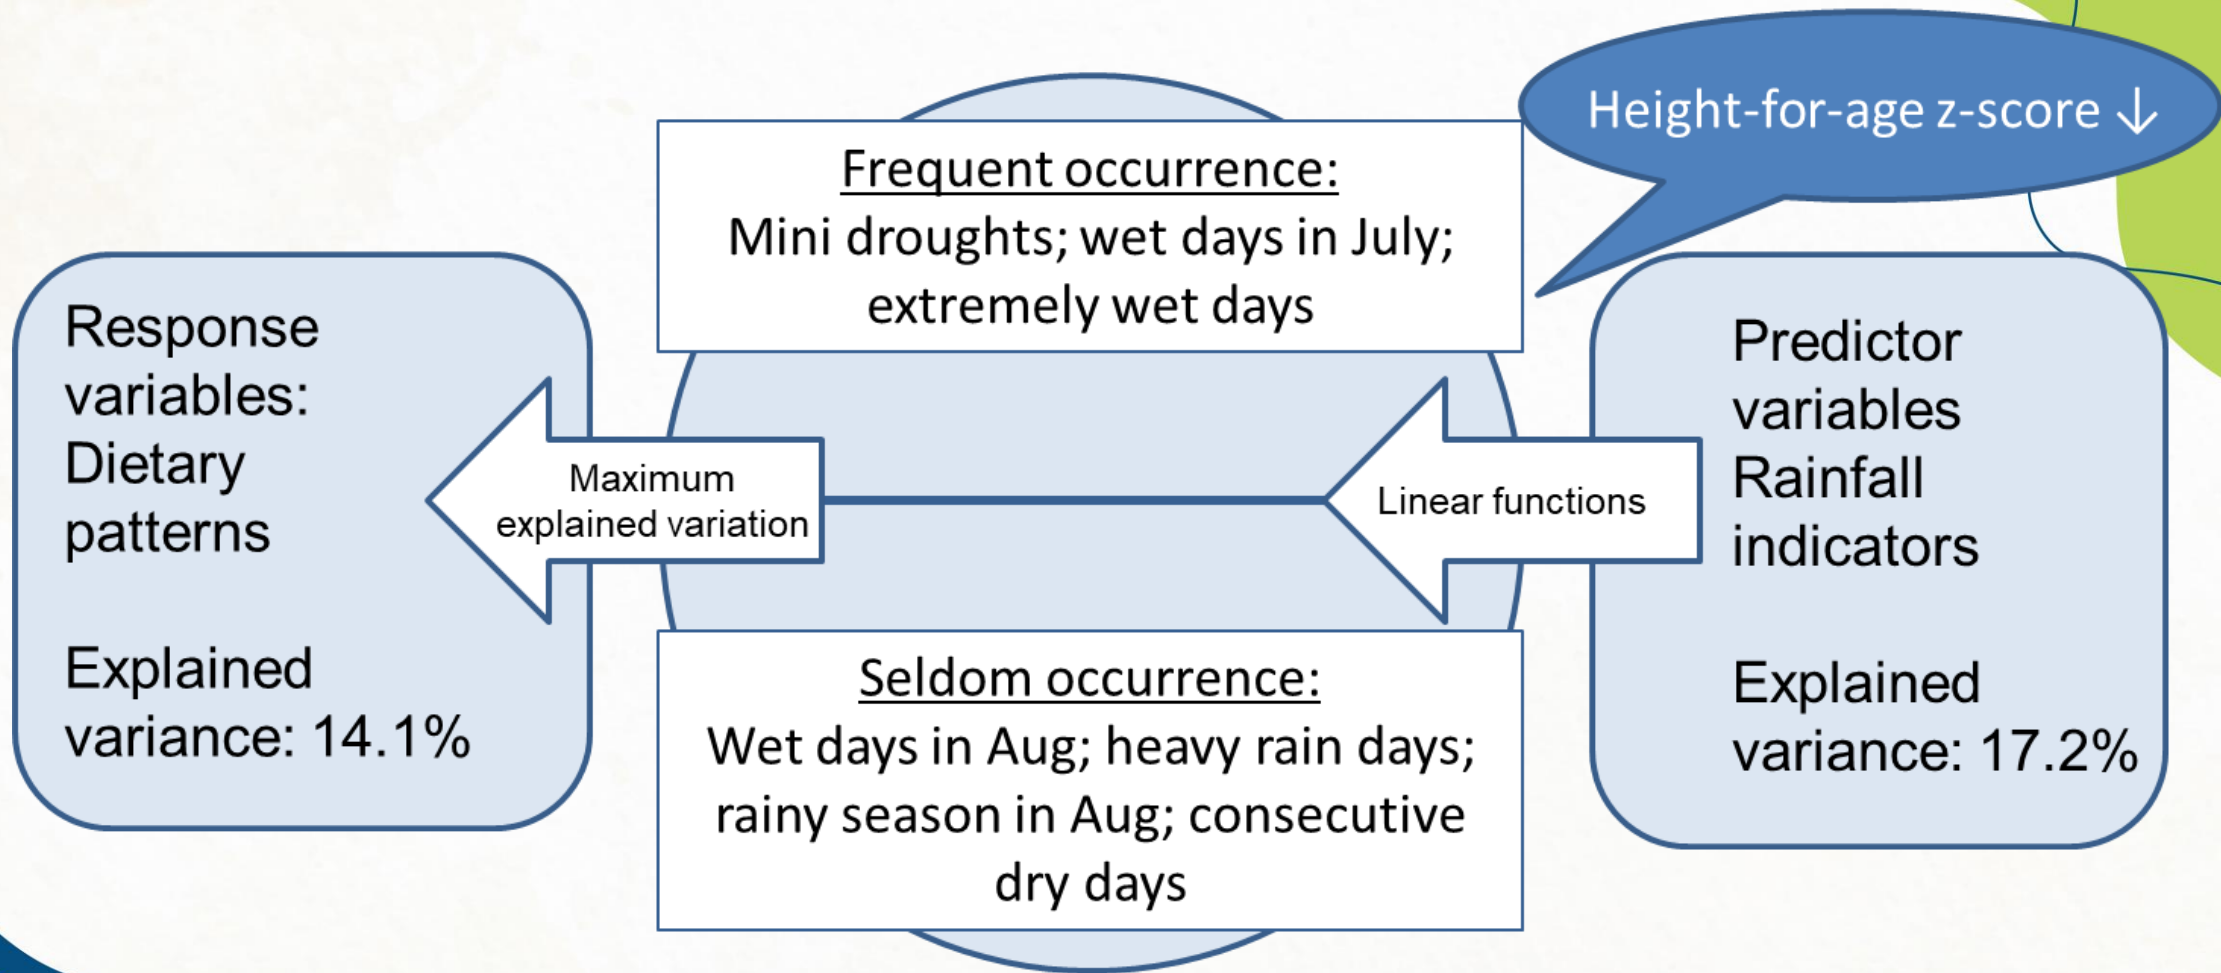 Height-for-age z-score ↓
Frequent occurrence:
Mini droughts; wet days in July;
extremely wet days
Response
variables:
Dietary
patterns
Explained
variance: 14.1%
Maximum
explained variation
Linear functions
Predictor
variables
Rainfall
indicators
Explained
variance: 17.2%
Seldom occurrence:
Wet days in Aug; heavy rain days;
rainy season in Aug; consecutive
dry days